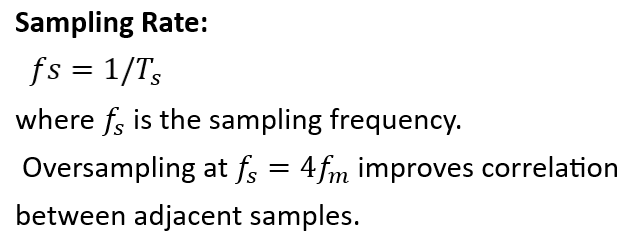 Sampling Rate:
fs = 1/Tₛ
where fₛ is the sampling frequency.
Oversampling at fₛ = 4fₘ improves correlation
between adjacent samples.